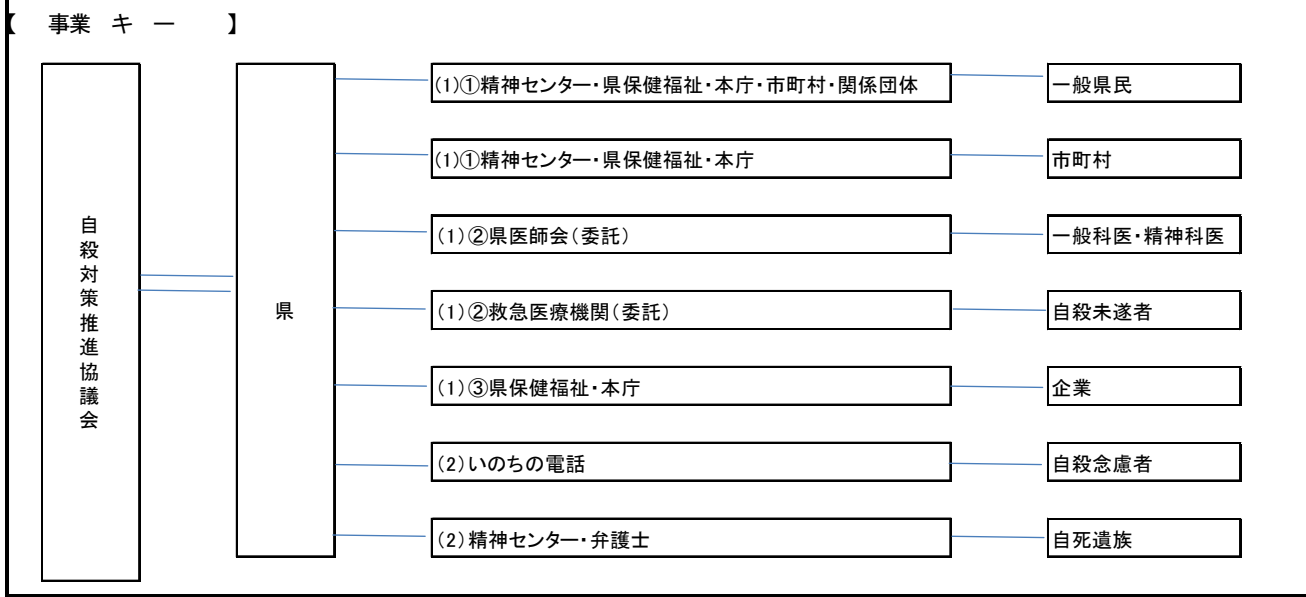 【　事業　キ　ー　　】
自殺対策推進協議会
県
(1)①精神センター・県保健福祉・本庁・市町村・関係団体
一般県民
(1)①精神センター・県保健福祉・本庁
市町村
(1)②県医師会(委託)
一般科医・精神科医
(1)②救急医療機関(委託)
自殺未遂者
(1)③県保健福祉・本庁
企業
(2)いのちの電話
自殺念慮者
(2)精神センター・弁護士
自死遺族